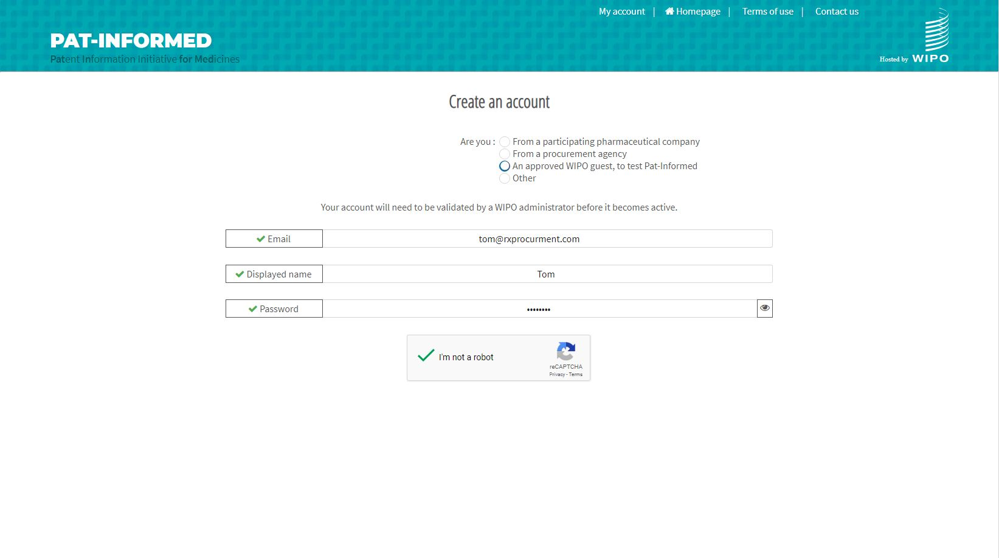 My account | Homepage | Terms of use | Contact us
PAT-INFORMED
Patent Information Initiative for Medicines
Hosted by WIPO
Create an account
Are you : From a participating pharmaceutical company
From a procurement agency
An approved WIPO guest, to test Pat-Informed
Other
Your account will need to be validated by a WIPO administrator before it becomes active.
Email tom@rxprocurment.com
Displayed name Tom
Password ••••••••
I'm not a robot
reCAPTCHA
Privacy - Terms